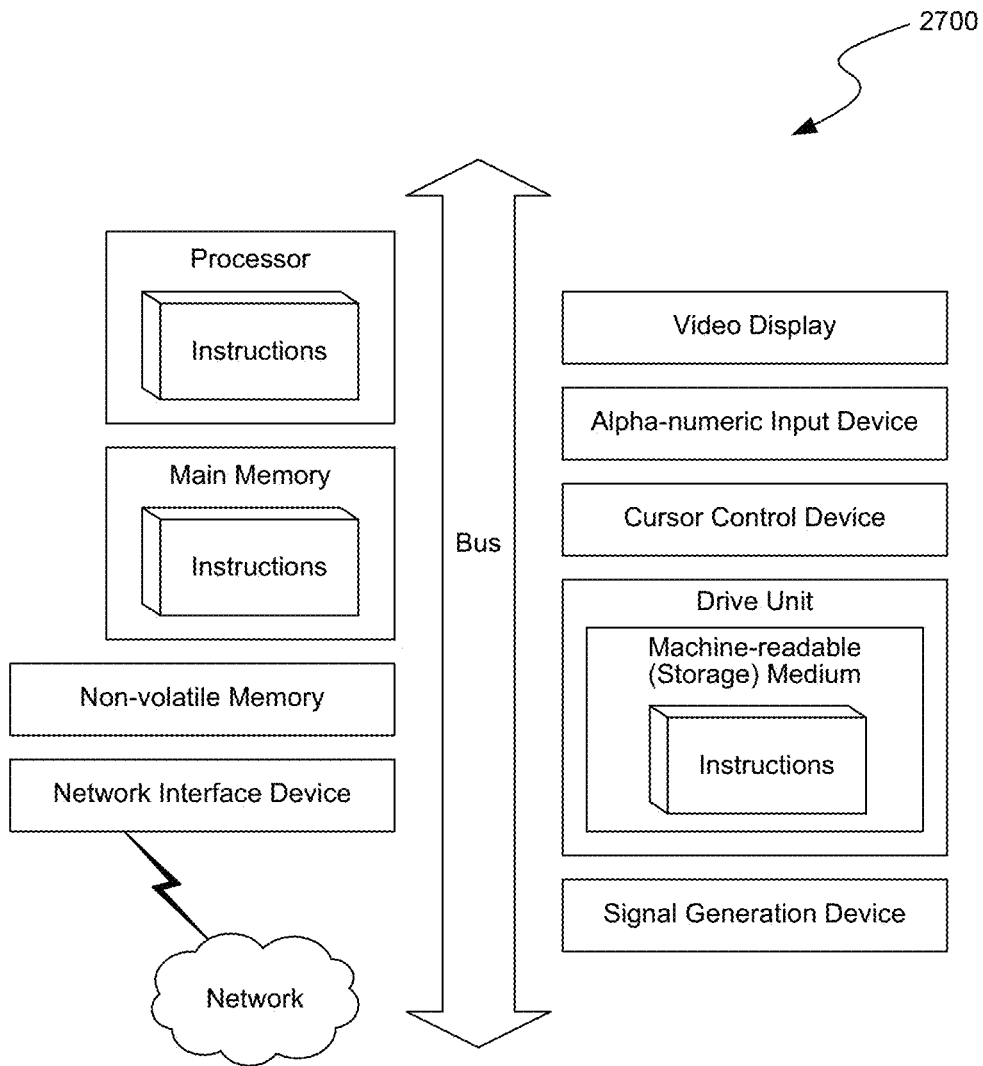 2700
Processor
Instructions
Main Memory
Instructions
Non-volatile Memory
Network Interface Device
Network
Bus
Video Display
Alpha-numeric Input Device
Cursor Control Device
Drive Unit
Machine-readable
(Storage) Medium
Instructions
Signal Generation Device